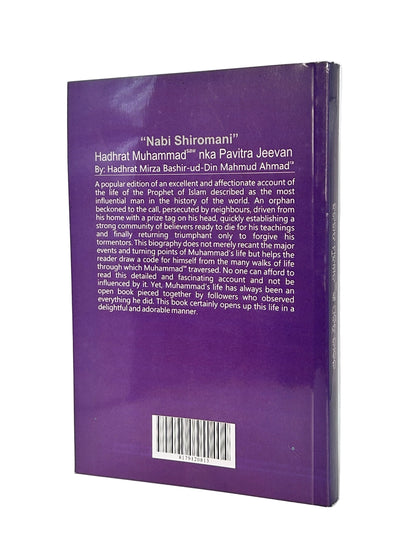 “Nabi Shiromani”
Hadhrat Muhammadˢᵃʷ nka Pavitra Jeevan
By: Hadhrat Mirza Bashir-ud-Din Mahmud Ahmadʳᵃ
A popular edition of an excellent and affectionate account of
the life of the Prophet of Islam described as the most
influential man in the history of the world. An orphan
beckoned to the call, persecuted by neighbours, driven from
his home with a prize tag on his head, quickly establishing a
strong community of believers ready to die for his teachings
and finally returning triumphant only to forgive his
tormentors. This biography does not merely recant the major
events and turning points of Muhammad's life but helps the
reader draw a code for himself from the many walks of life
through which Muhammadˢᵃʷ traversed. No one can afford to
read this detailed and fascinating account and not be
influenced by it. Yet, Muhammad's life has always been an
open book pieced together by followers who observed
everything he did. This book certainly opens up this life in a
delightful and adorable manner.